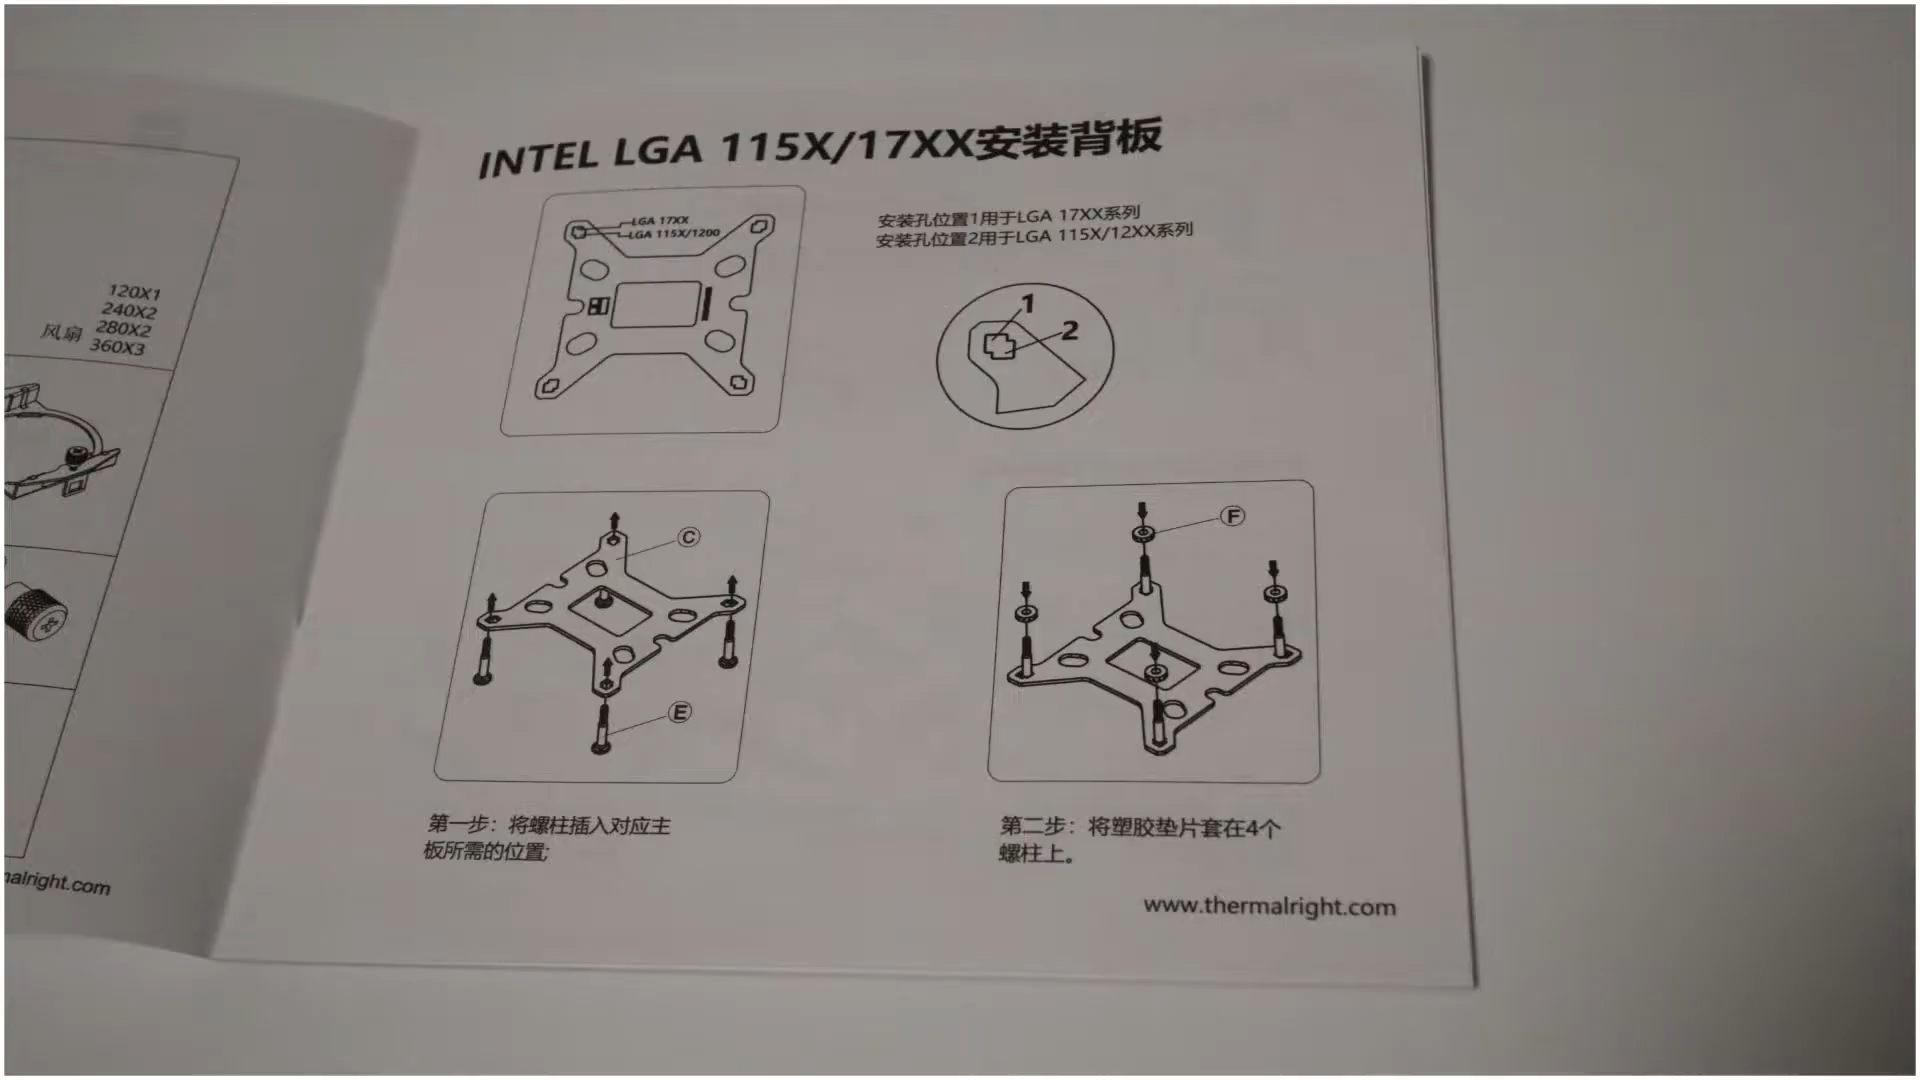 120X1
240X2
风扇 280X2
360X3
alright.com
INTEL LGA 115X/17XX安装背板
LGA 17XX
LGA 115X/1200
安装孔位置1用于LGA 17XX系列
安装孔位置2用于LGA 115X/12XX系列
1
2
C
E
F
第一步：将螺柱插入对应主
板所需的位置;
第二步：将塑胶垫片套在4个
螺柱上。
www.thermalright.com